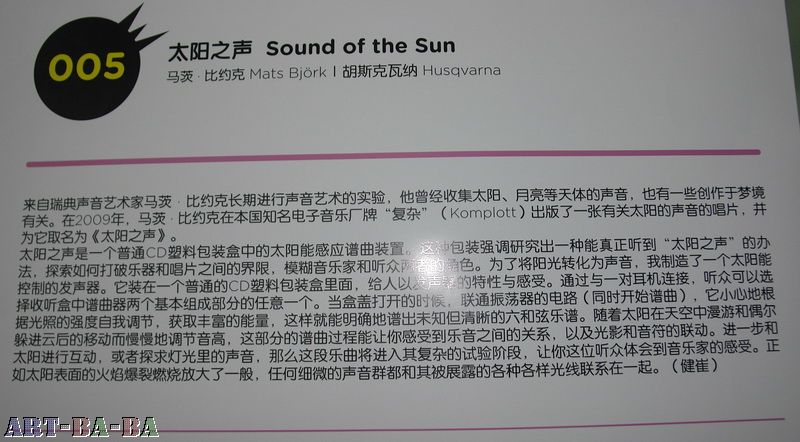 005
太阳之声 Sound of the Sun
马茨·比约克 Mats Björk | 胡斯克瓦纳 Husqvarna
来自瑞典声音艺术家马茨·比约克长期进行声音艺术的实验，他曾经收集太阳、月亮等天体的声音，也有一些创作于梦境
有关。在2009年，马茨·比约克在本国知名电子音乐厂牌“复杂”（Komplott）出版了一张有关太阳的声音的唱片，并
为它取名为《太阳之声》。
太阳之声是一个普通CD塑料包装盒中的太阳能感应谱曲装置。这种包装强调研究出一种能真正听到“太阳之声”的办
法，探索如何打破乐器和唱片之间的界限，模糊音乐家和听众两者的角色。为了将阳光转化为声音，我制造了一个太阳能
控制的发声器。它装在一个普通的CD塑料包装盒里面，给人以发声器的特性与感受。通过与一对耳机连接，听众可以选
择收听盒中谱曲器两个基本组成部分的任意一个。当盒盖打开的时候，联通振荡器的电路（同时开始谱曲），它小心地根
据光照的强度自我调节，获取丰富的能量，这样就能明确地谱出未知但清晰的六和弦乐谱。随着太阳在天空中漫游和偶尔
躲进云后的移动而慢慢地调节音高，这部分的谱曲过程能让你感受到乐音之间的关系，以及光影和音符的联动。进一步和
太阳进行互动，或者探求灯光里的声音，那么这段乐曲将进入其复杂的试验阶段，让你这位听众体会到音乐家的感受。正
如太阳表面的火焰爆裂燃烧放大了一般，任何细微的声音群都和其被展露的各种各样光线联系在一起。（健崔）
ART-BA-BA